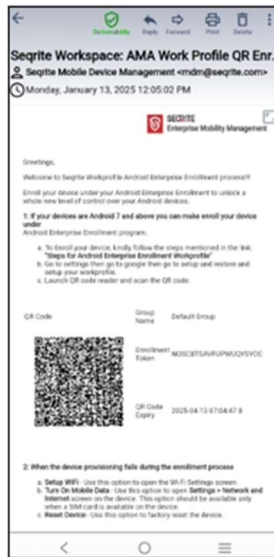 Deliverability Reply Forward Print Delete
Seqrite Workspace: AMA Work Profile QR Enr.
Seqrite Mobile Device Management <mdm@seqrite.com>
Monday, January 13, 2025 12:05:02 PM
SEQRITE
Enterprise Mobility Management
Greetings,
Welcome to Seqrite Workprofile Android Enterprise Enrollment process!!!
Enroll your device under your Android Enterprise Enrollment to unlock a
whole new level of control over your Android devices.
1: If your devices are Android 7 and above you can make enroll your device
under
Android Enterprise Enrollment program.
a. To Enroll your device, kindly follow the steps mentioned in the link:
"Steps for Android Enterprise Enrollment Workprofile"
b. Go to settings then go to google then go to setup and restore and
setup your workprofile.
c. Launch QR code reader and scan the QR code.
QR Code
Group
Name
Default Group
Enrollment
Token
QR Code
Expiry
2025-04-13 07:04:47.8
2: When the device provisioning fails during the enrollment process
a. Setup WiFi - Use this option to open the Wi-Fi Settings screen.
b. Turn On Mobile Data - Use this option to open Settings > Network and
Internet screen on the device. This option should be available only
when a SIM card is available on the device.
c. Reset Device - Use this option to factory reset the device.